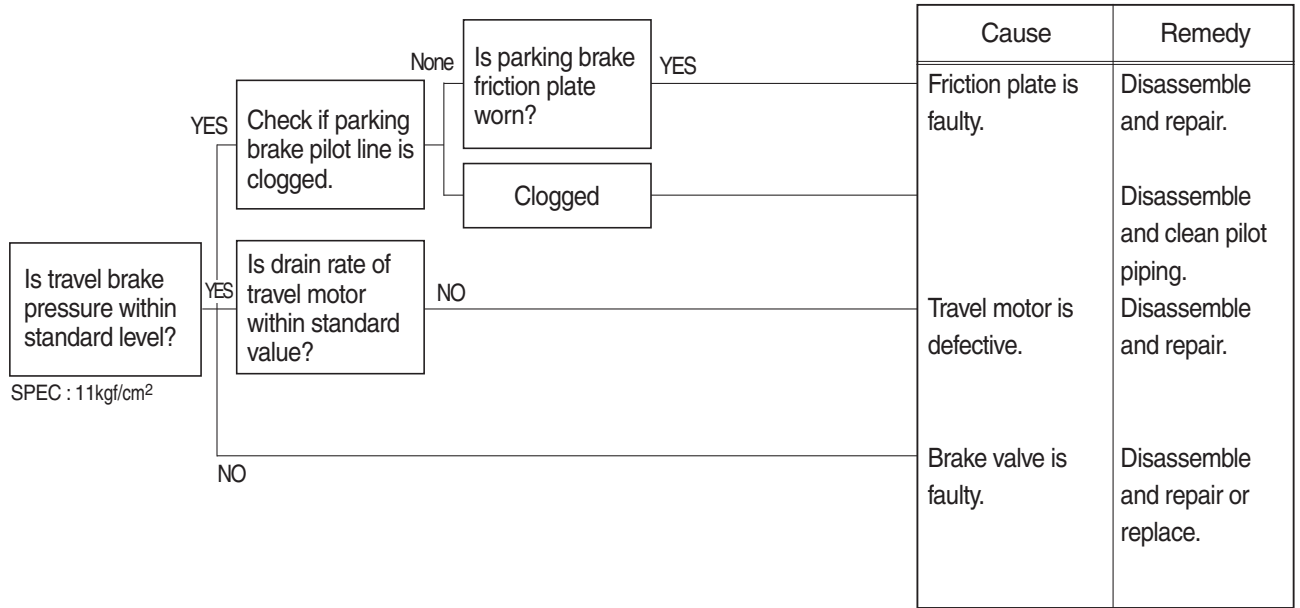 Cause
Remedy
None
Is parking brake
friction plate
worn?
YES
Friction plate is
faulty.
Disassemble
and repair.
YES
Check if parking
brake pilot line is
clogged.
Clogged
Disassemble
and clean pilot
piping.
Is travel brake
pressure within
standard level?
SPEC : 11kgf/cm2
YES
Is drain rate of
travel motor
within standard
value?
NO
Travel motor is
defective.
Disassemble
and repair.
NO
Brake valve is
faulty.
Disassemble
and repair or
replace.